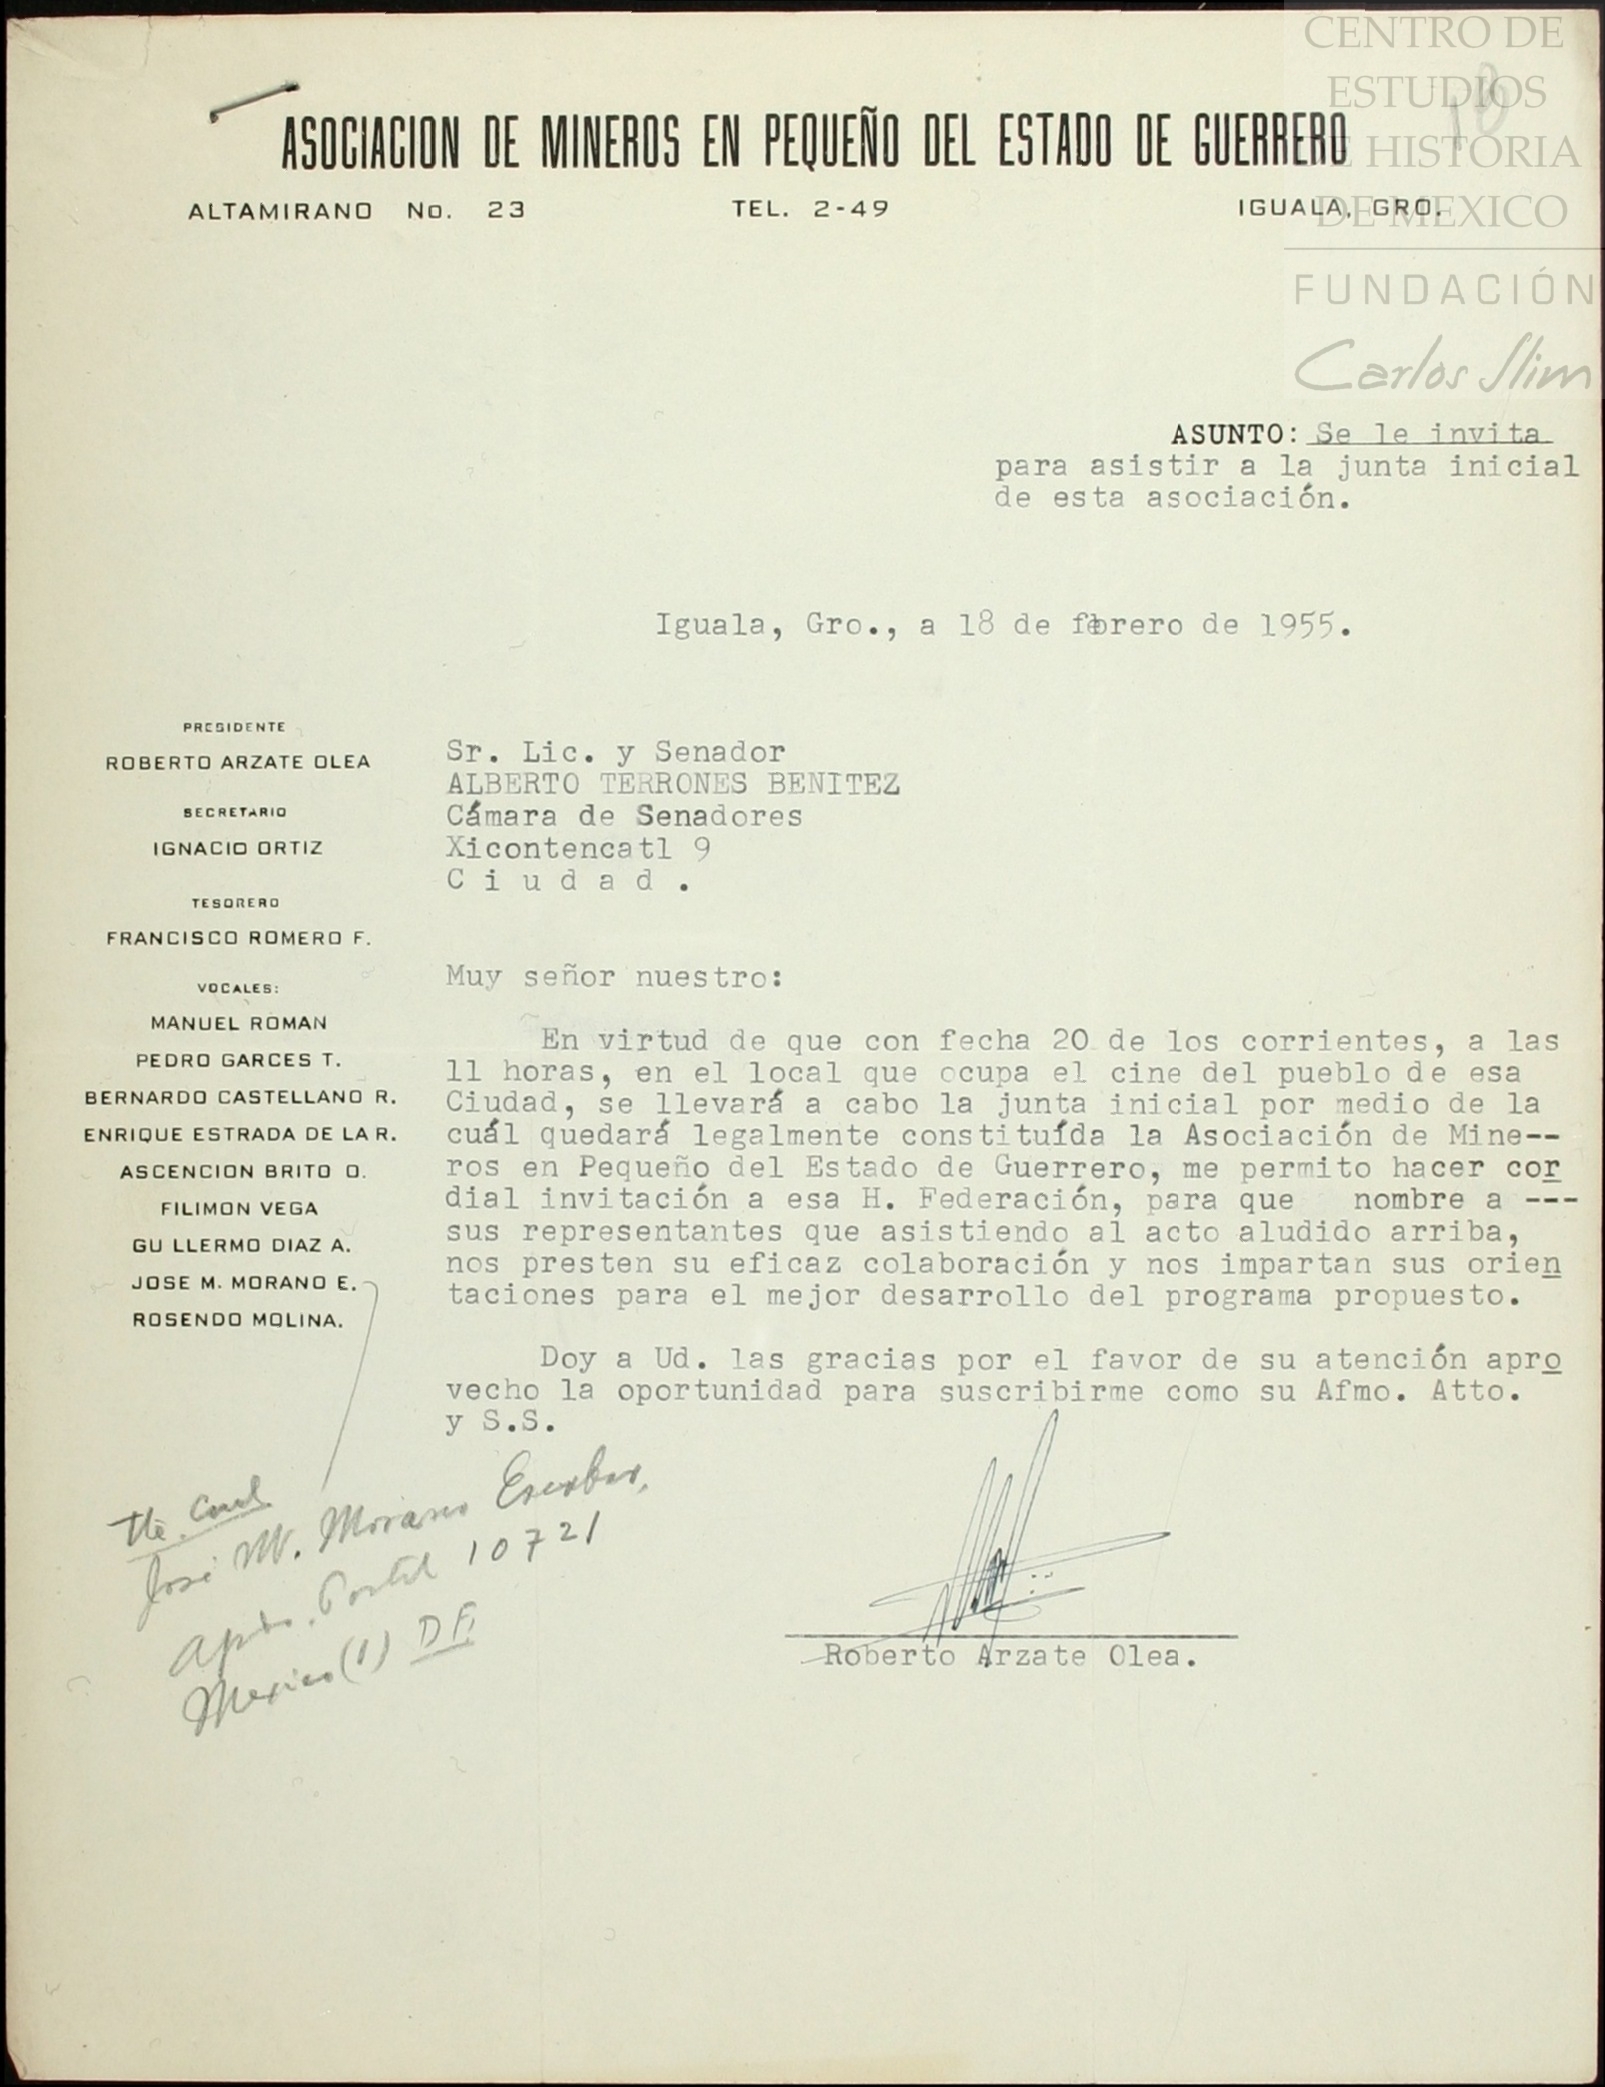 CENTRO DE
ESTUDIOS
DE HISTORIA
DE MEXICO
FUNDACIÓN
Carlos Slim
ASOCIACION DE MINEROS EN PEQUEÑO DEL ESTADO DE GUERRERO
ALTAMIRANO No. 23 TEL. 2-49 IGUALA, GRO.
ASUNTO: Se le invita
para asistir a la junta inicial
de esta asociación.
Iguala, Gro., a 18 de febrero de 1955.
PRESIDENTE
ROBERTO ARZATE OLEA
SECRETARIO
IGNACIO ORTIZ
TESORERO
FRANCISCO ROMERO F.
VOCALES:
MANUEL ROMAN
PEDRO GARCES T.
BERNARDO CASTELLANO R.
ENRIQUE ESTRADA DE LA R.
ASCENCION BRITO O.
FILIMON VEGA
GU LLERMO DIAZ A.
JOSE M. MORANO E.
ROSENDO MOLINA.
Sr. Lic. y Senador
ALBERTO TERRONES BENITEZ
Cámara de Senadores
Xicontencatl 9
C i u d a d .
Muy señor nuestro:
En virtud de que con fecha 20 de los corrientes, a las
11 horas, en el local que ocupa el cine del pueblo de esa
Ciudad, se llevará a cabo la junta inicial por medio de la
cuál quedará legalmente constituída la Asociación de Mine--
ros en Pequeño del Estado de Guerrero, me permito hacer cor
dial invitación a esa H. Federación, para que nombre a ---
sus representantes que asistiendo al acto aludido arriba,
nos presten su eficaz colaboración y nos impartan sus orien
taciones para el mejor desarrollo del programa propuesto.
Doy a Ud. las gracias por el favor de su atención apro
vecho la oportunidad para suscribirme como su Afmo. Atto.
y S.S.
Tte. Cnel
José M. Morano Escobar,
Apdo. Postal 10721
Mexico (1) D F.
Roberto Arzate Olea.